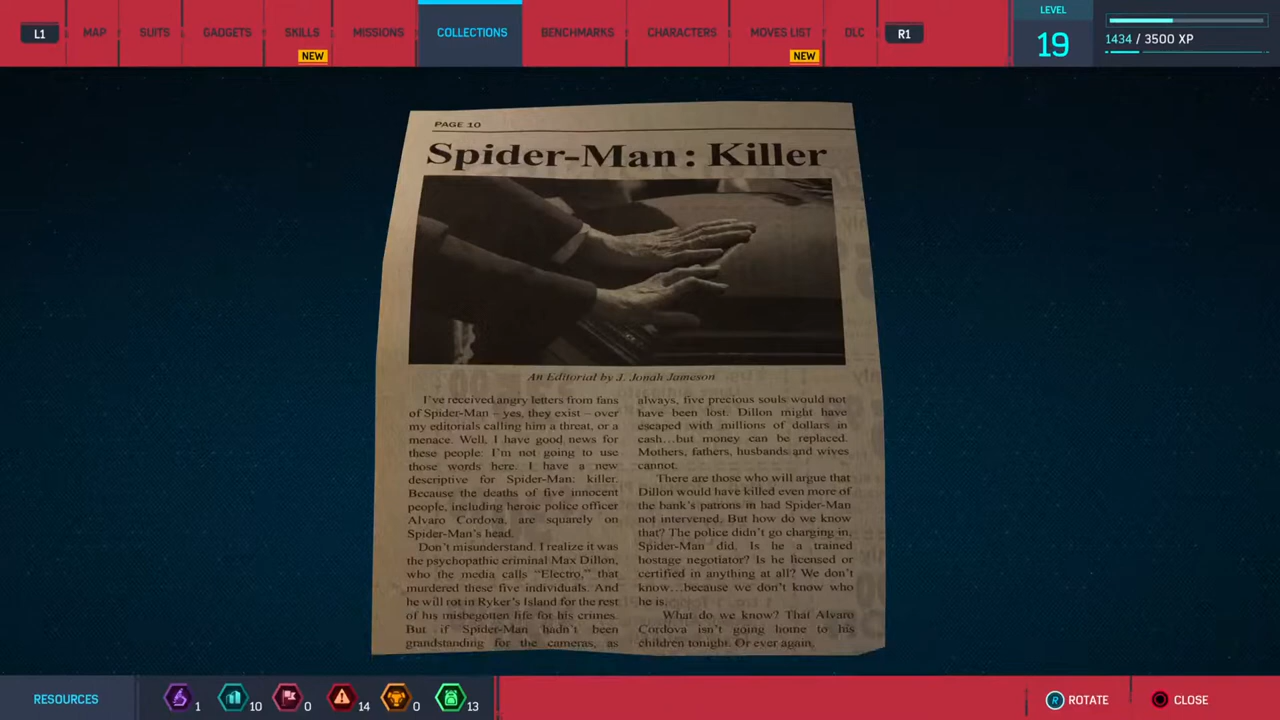 L1
MAP
SUITS
GADGETS
SKILLS
MISSIONS
COLLECTIONS
BENCHMARKS
CHARACTERS
MOVES LIST
DLC
R1
NEW
NEW
LEVEL
19
1434 / 3500 XP
PAGE 10
Spider-Man: Killer
An Editorial by J. Jonah Jameson
I've received angry letters from fans
of Spider-Man – yes, they exist – over
my editorials calling him a threat, or a
menace. Well, I have good news for
these people: I'm not going to use
those words here. I have a new
descriptive for Spider-Man: killer.
Because the deaths of five innocent
people, including heroic police officer
Alvaro Cordova, are squarely on
Spider-Man's head.
Don't misunderstand. I realize it was
the psychopathic criminal Max Dillon,
who the media calls "Electro," that
murdered these five individuals. And
he will rot in Ryker's Island for the rest
of his misbegotten life for his crimes.
But if Spider-Man hadn't been
grandstanding for the cameras, as
always, five precious souls would not
have been lost. Dillon might have
escaped with millions of dollars in
cash...but money can be replaced.
Mothers, fathers, husbands and wives
cannot.
There are those who will argue that
Dillon would have killed even more of
the bank's patrons in had Spider-Man
not intervened. But how do we know
that? The police didn't go charging in.
Spider-Man did. Is he a trained
hostage negotiator? Is he licensed or
certified in anything at all? We don't
know…because we don't know who
he is.
What do we know? That Alvaro
Cordova isn't going home to his
children tonight. Or ever again.
RESOURCES
1
10
0
14
0
13
R ROTATE
CLOSE